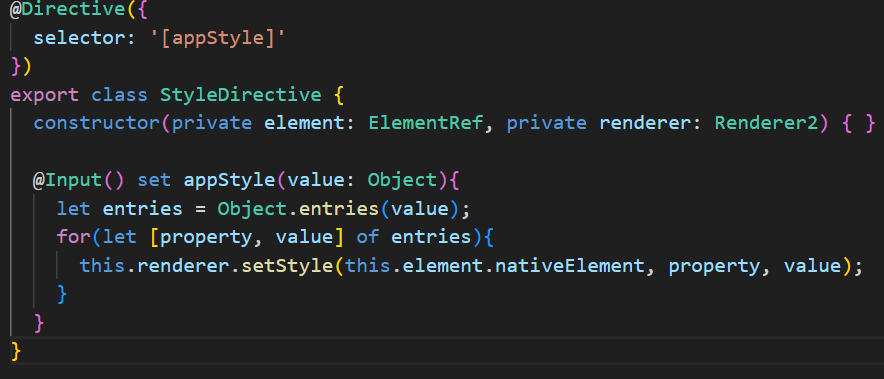 @Directive({
  selector: '[appStyle]'
})
export class StyleDirective {
  constructor(private element: ElementRef, private renderer: Renderer2) { }
  @Input() set appStyle(value: Object){
    let entries = Object.entries(value);
    for(let [property, value] of entries){
      this.renderer.setStyle(this.element.nativeElement, property, value);
    }
  }
}